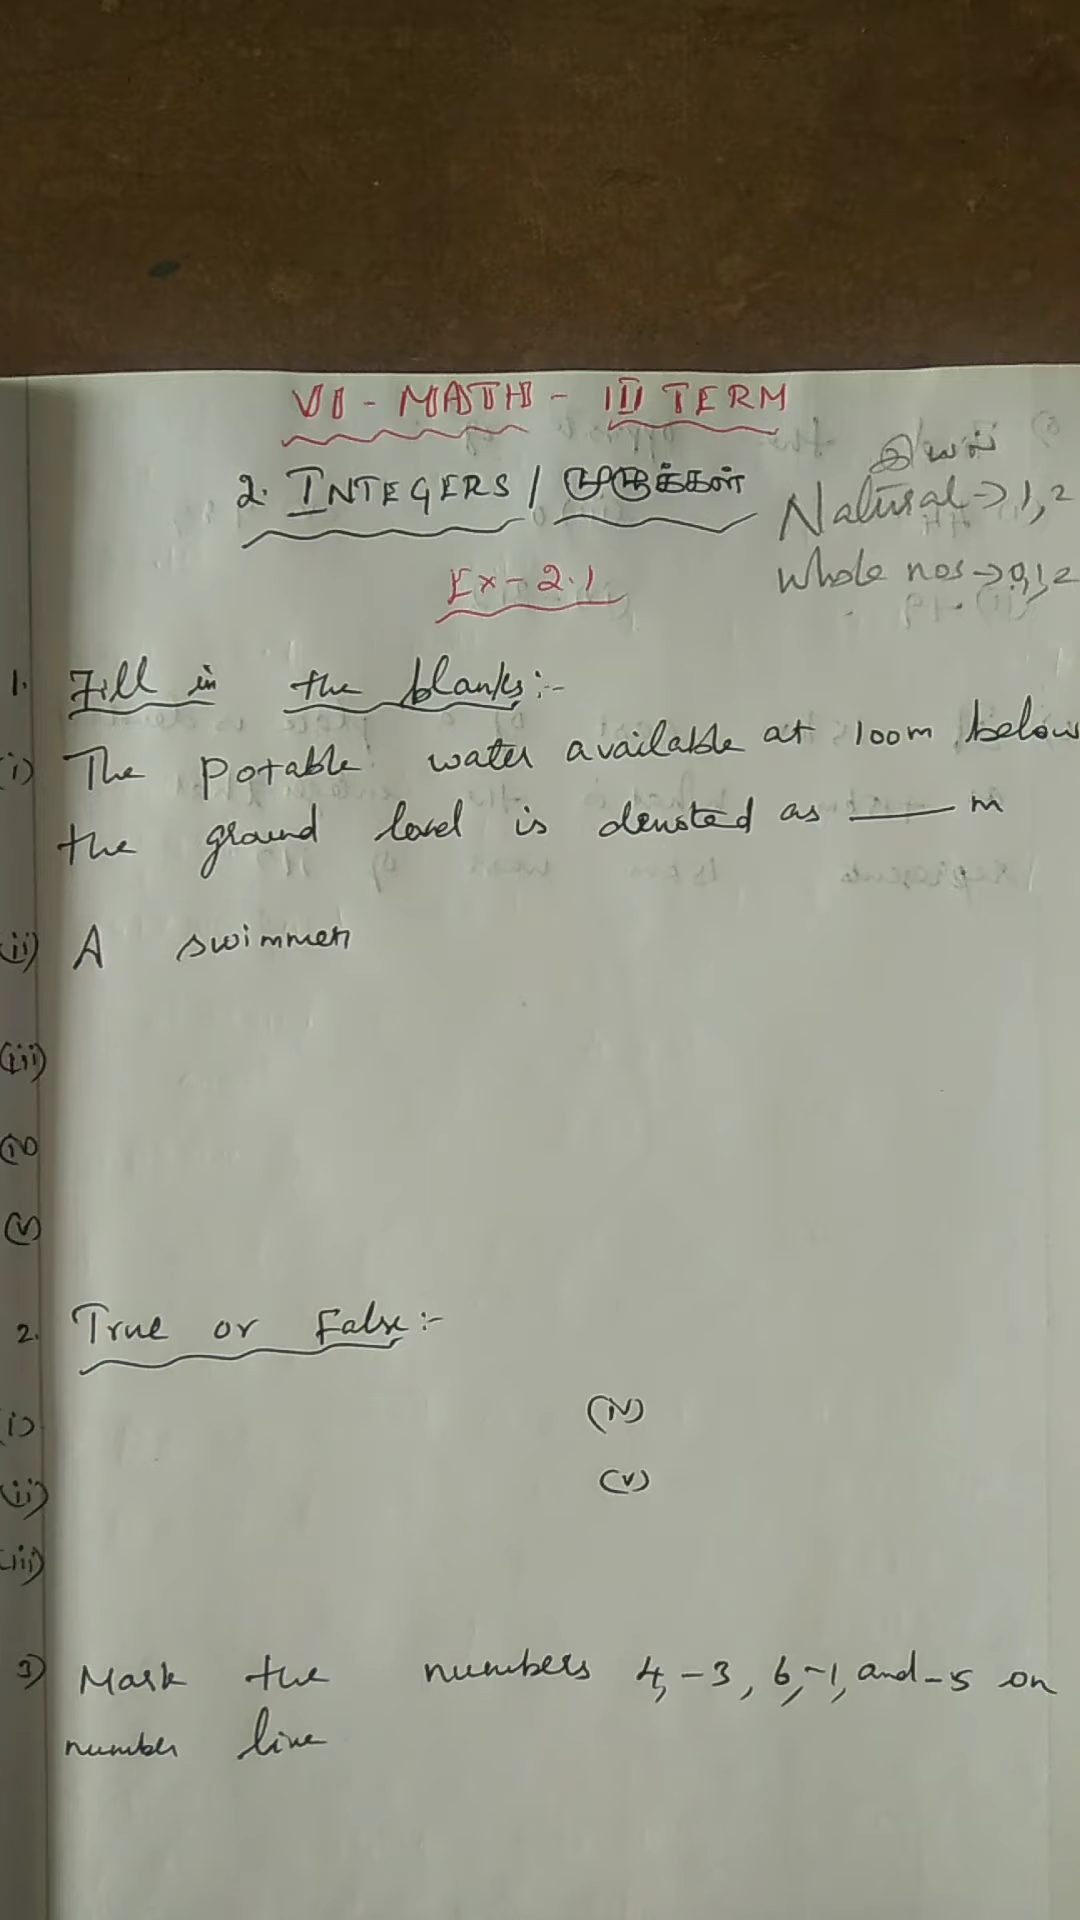 VI - MATH - III TERM
2. INTEGERS / முழுக்கள்
இயல்
Natural → 1, 2
Whole nos → 0, 1, 2
Ex - 2.1
1. Fill in the blanks :-
(i) The potable water available at 100m below
the ground level is denoted as ____ m
(ii) A swimmer
(iii)
(iv)
(v)
2. True or False :-
(i)
(iv)
(ii)
(v)
(iii)
3) Mark the numbers 4, -3, 6, -1, and -5 on
number line